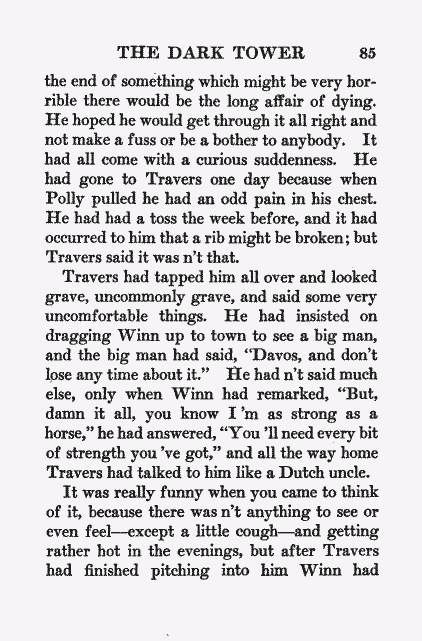 THE DARK TOWER 85
the end of something which might be very hor-
rible there would be the long affair of dying.
He hoped he would get through it all right and
not make a fuss or be a bother to anybody. It
had all come with a curious suddenness. He
had gone to Travers one day because when
Polly pulled he had an odd pain in his chest.
He had had a toss the week before, and it had
occurred to him that a rib might be broken; but
Travers said it was n't that.
Travers had tapped him all over and looked
grave, uncommonly grave, and said some very
uncomfortable things. He had insisted on
dragging Winn up to town to see a big man,
and the big man had said, "Davos, and don't
lose any time about it." He had n't said much
else, only when Winn had remarked, "But,
damn it all, you know I 'm as strong as a
horse," he had answered, "You 'll need every bit
of strength you 've got," and all the way home
Travers had talked to him like a Dutch uncle.
It was really funny when you came to think
of it, because there was n't anything to see or
even feel—except a little cough—and getting
rather hot in the evenings, but after Travers
had finished pitching into him Winn had